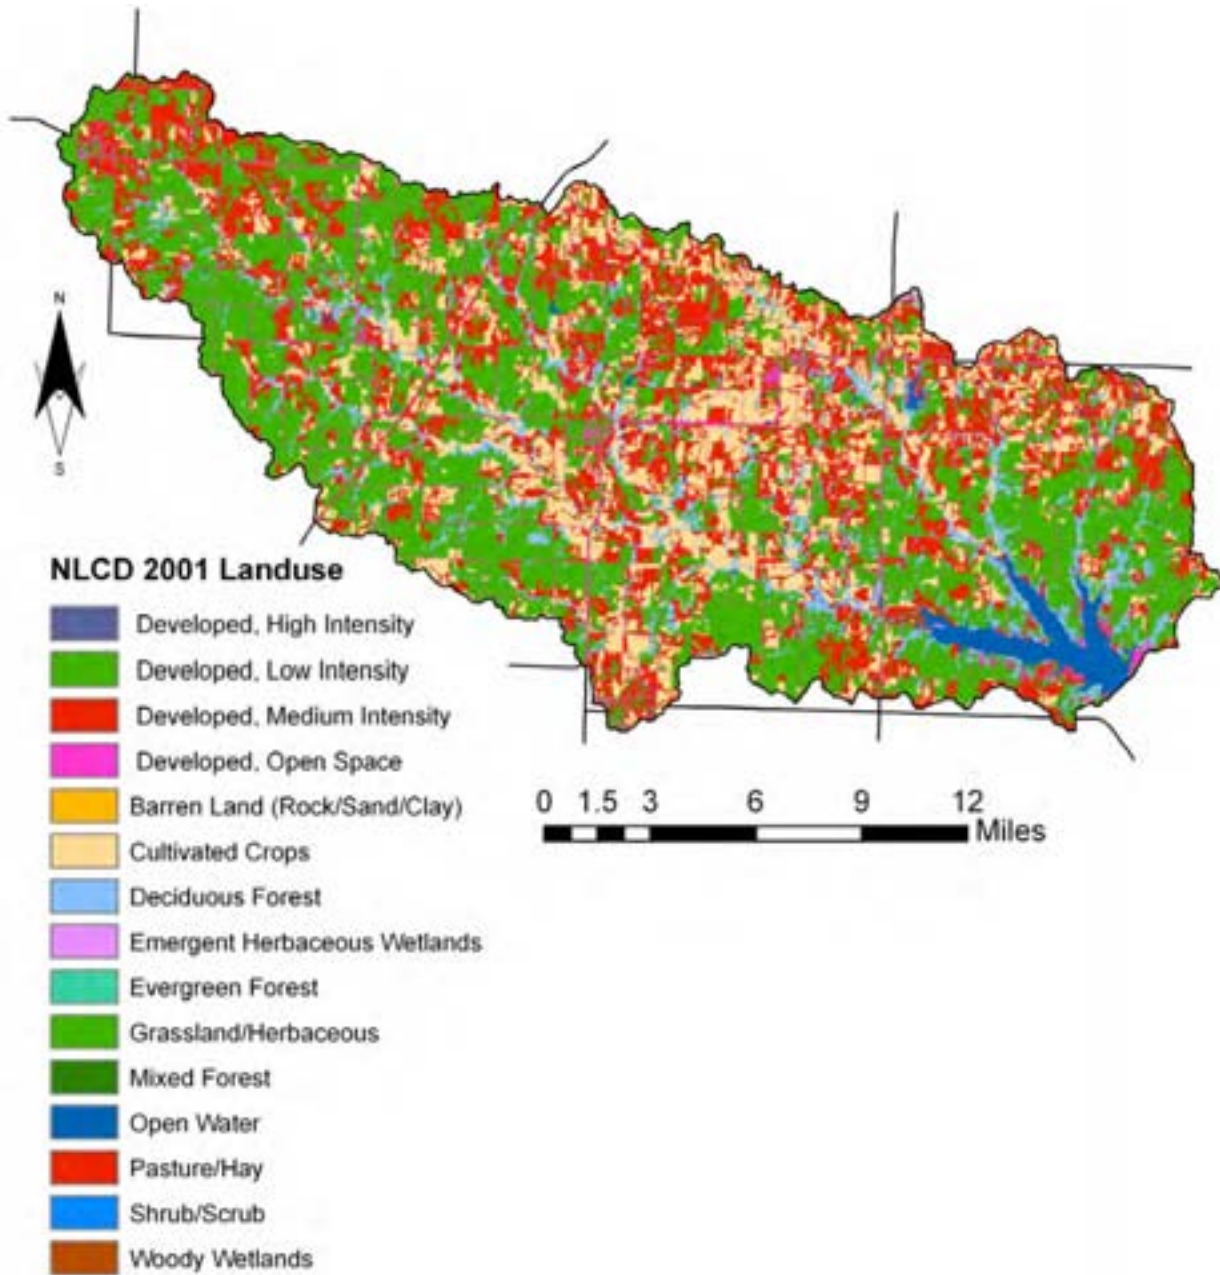 N
S
NLCD 2001 Landuse
Developed, High Intensity
Developed, Low Intensity
Developed, Medium Intensity
Developed, Open Space
Barren Land (Rock/Sand/Clay)
Cultivated Crops
Deciduous Forest
Emergent Herbaceous Wetlands
Evergreen Forest
Grassland/Herbaceous
Mixed Forest
Open Water
Pasture/Hay
Shrub/Scrub
Woody Wetlands
0 1.5 3 6 9 12
Miles